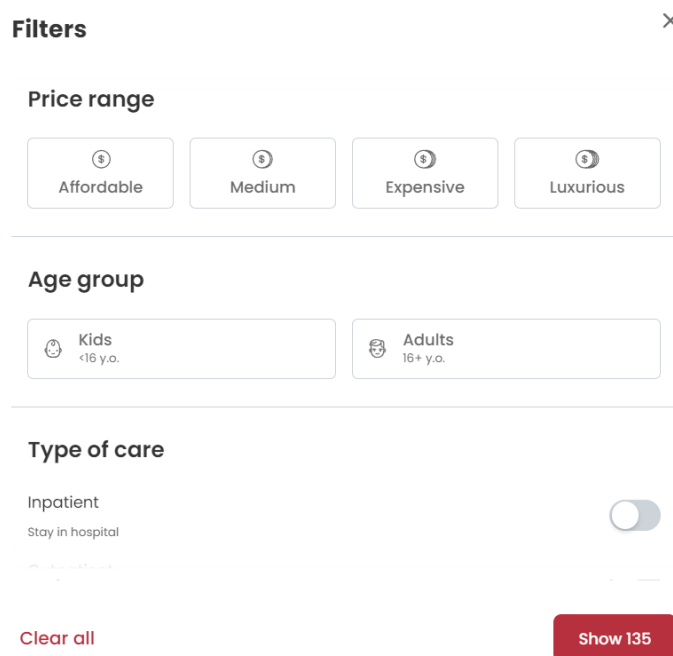 Filters
Price range
$
Affordable
$
Medium
$
Expensive
$
Luxurious
Age group
Kids
<16 y.o.
Adults
16+ y.o.
Type of care
Inpatient
Stay in hospital
Clear all
Show 135